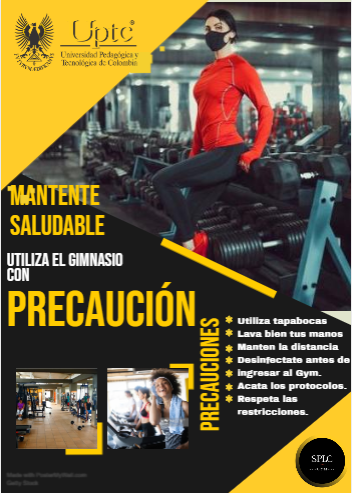 Uptc®
Universidad Pedagógica y
Tecnológica de Colombia
MANTENTE
SALUDABLE
UTILIZA EL GIMNASIO
CON
PRECAUCIÓN
PRECAUCIONES
* Utiliza tapabocas
* Lava bien tus manos
* Manten la distancia
* Desinfectate antes de
* ingresar al Gym.
* Acata los protocolos.
* Respeta las
restricciones.
SPLC
Made with PosterMyWall.com
Getty Stock